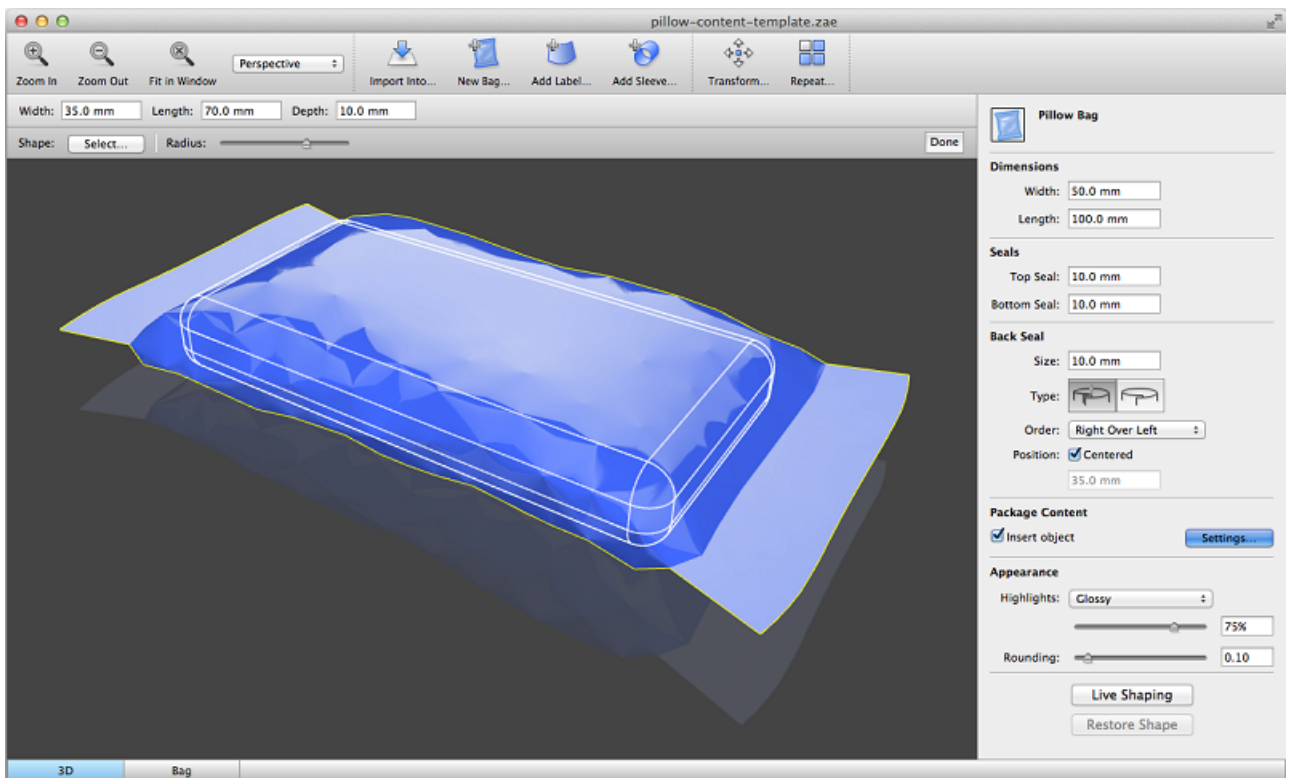 pillow-content-template.zae
Zoom In
Zoom Out
Fit in Window
Perspective
Import Into...
New Bag...
Add Label...
Add Sleeve...
Transform...
Repeat...
Width: 35.0 mm Length: 70.0 mm Depth: 10.0 mm
Shape: Select... Radius: Done
Pillow Bag
Dimensions
Width: 50.0 mm
Length: 100.0 mm
Seals
Top Seal: 10.0 mm
Bottom Seal: 10.0 mm
Back Seal
Size: 10.0 mm
Type:
Order: Right Over Left
Position: Centered
35.0 mm
Package Content
Insert object Settings...
Appearance
Highlights: Glossy
75%
Rounding: 0.10
Live Shaping
Restore Shape
3D Bag